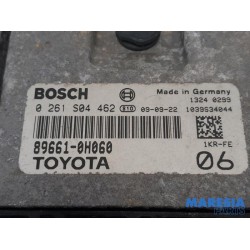 BOSCH
Made in Germany
1324 0299
0 261 S04 462 K10 09-09-22 1039S34044
89661-0H060
1KR-FE
TOYOTA
06
MARESIA